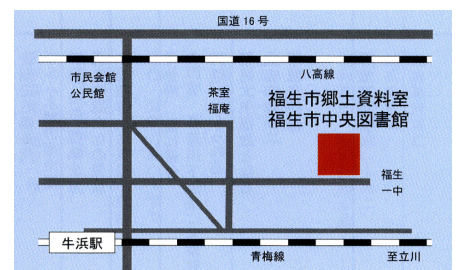 国道16号
八高線
市民会館
公民館
茶室
福庵
福生市郷土資料室
福生市中央図書館
福生
一中
牛浜駅
青梅線
至立川